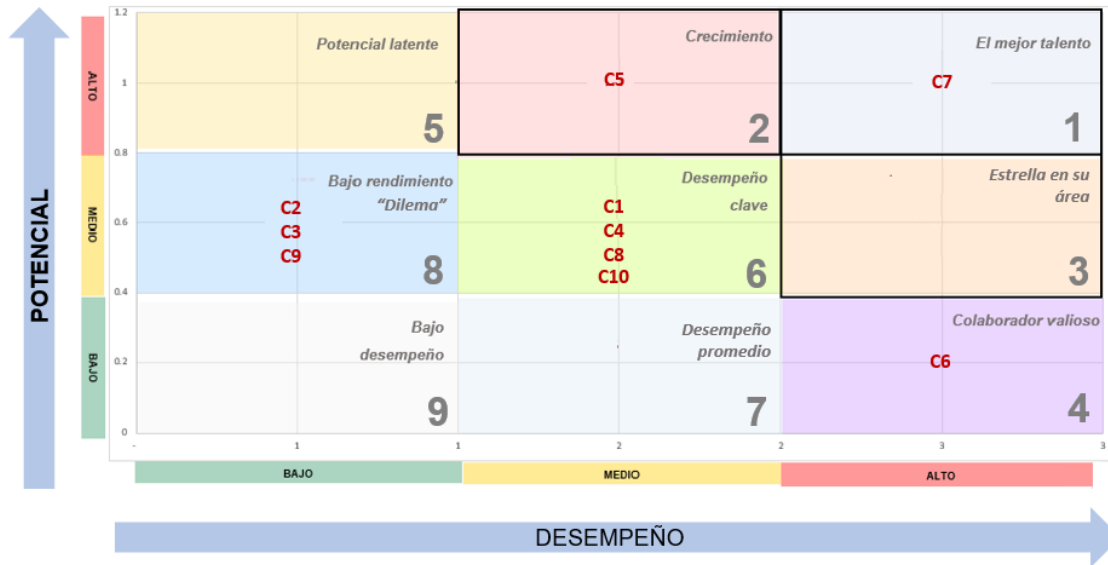 POTENCIAL
ALTO
MEDIO
BAJO
1.2
1
0.8
0.6
0.4
0.2
0
Potencial latente
5
Crecimiento
C5
2
El mejor talento
C7
1
Bajo rendimiento
“Dilema”
C2
C3
C9
8
Desempeño
clave
C1
C4
C8
C10
6
Estrella en su
área
3
Bajo
desempeño
9
Desempeño
promedio
7
Colaborador valioso
C6
4
-
1
1
2
2
3
3
BAJO
MEDIO
ALTO
DESEMPEÑO